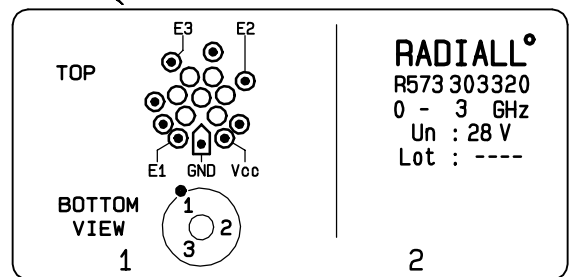 E3 E2
TOP
E1 GND Vcc
BOTTOM
VIEW
1
2
3
1
RADIALL°
R573 303320
0 - 3 GHz
Un : 28 V
Lot : ----
2